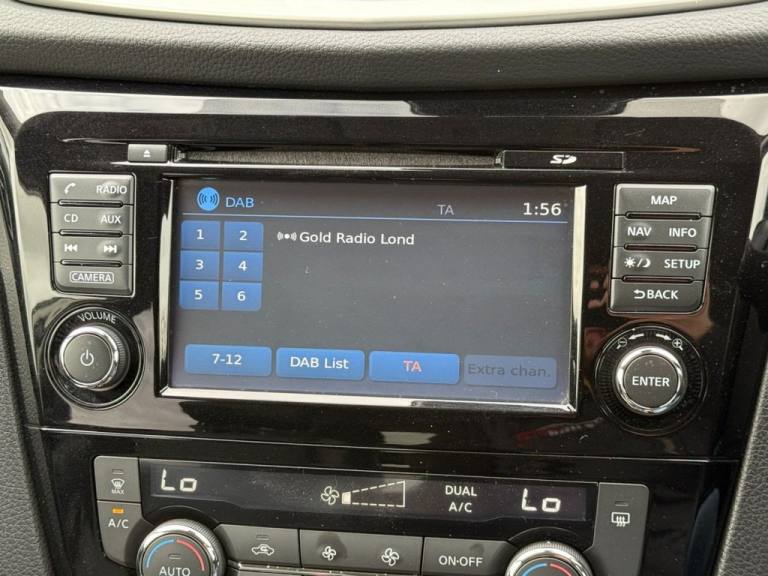 SD
RADIO
DAB
TA
1:56
MAP
CD AUX
1 2
Gold Radio Lond
NAV INFO
3 4
SETUP
CAMERA
5 6
BACK
VOLUME
7-12
DAB List
TA
Extra chan.
ENTER
MAX
Lo
DUAL
A/C
Lo
A/C
AUTO
ON·OFF